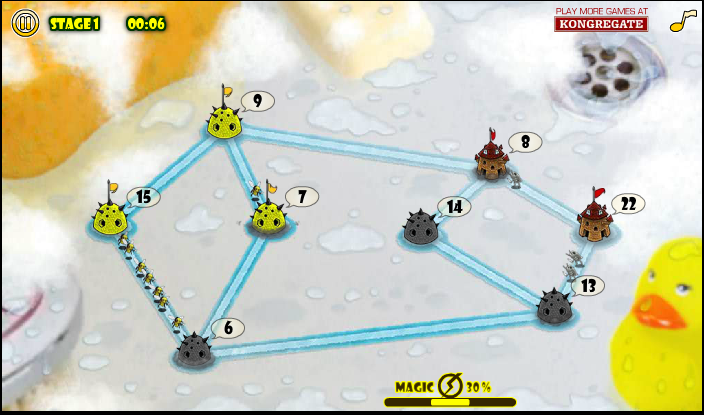 STAGE 1 00:06
PLAY MORE GAMES AT
KONGREGATE
9
8
15
7
14
22
13
6
MAGIC 30 %